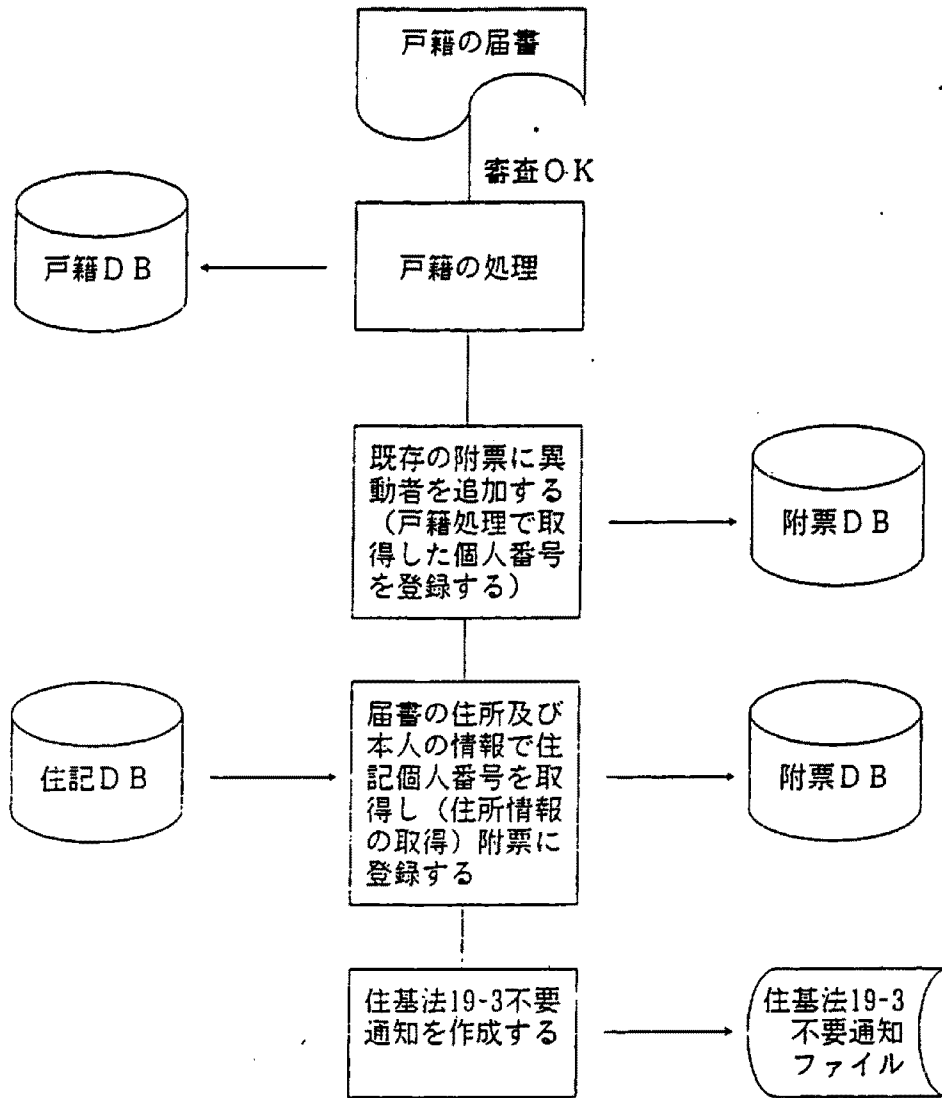 戸籍の届書
審査OK
戸籍DB
戸籍の処理
既存の附票に異
動者を追加する
（戸籍処理で取
得した個人番号
を登録する）
附票DB
住記DB
届書の住所及び
本人の情報で住
記個人番号を取
得し（住所情報
の取得）附票に
登録する
附票DB
住基法19-3不要
通知を作成する
住基法19-3
不要通知
ファイル